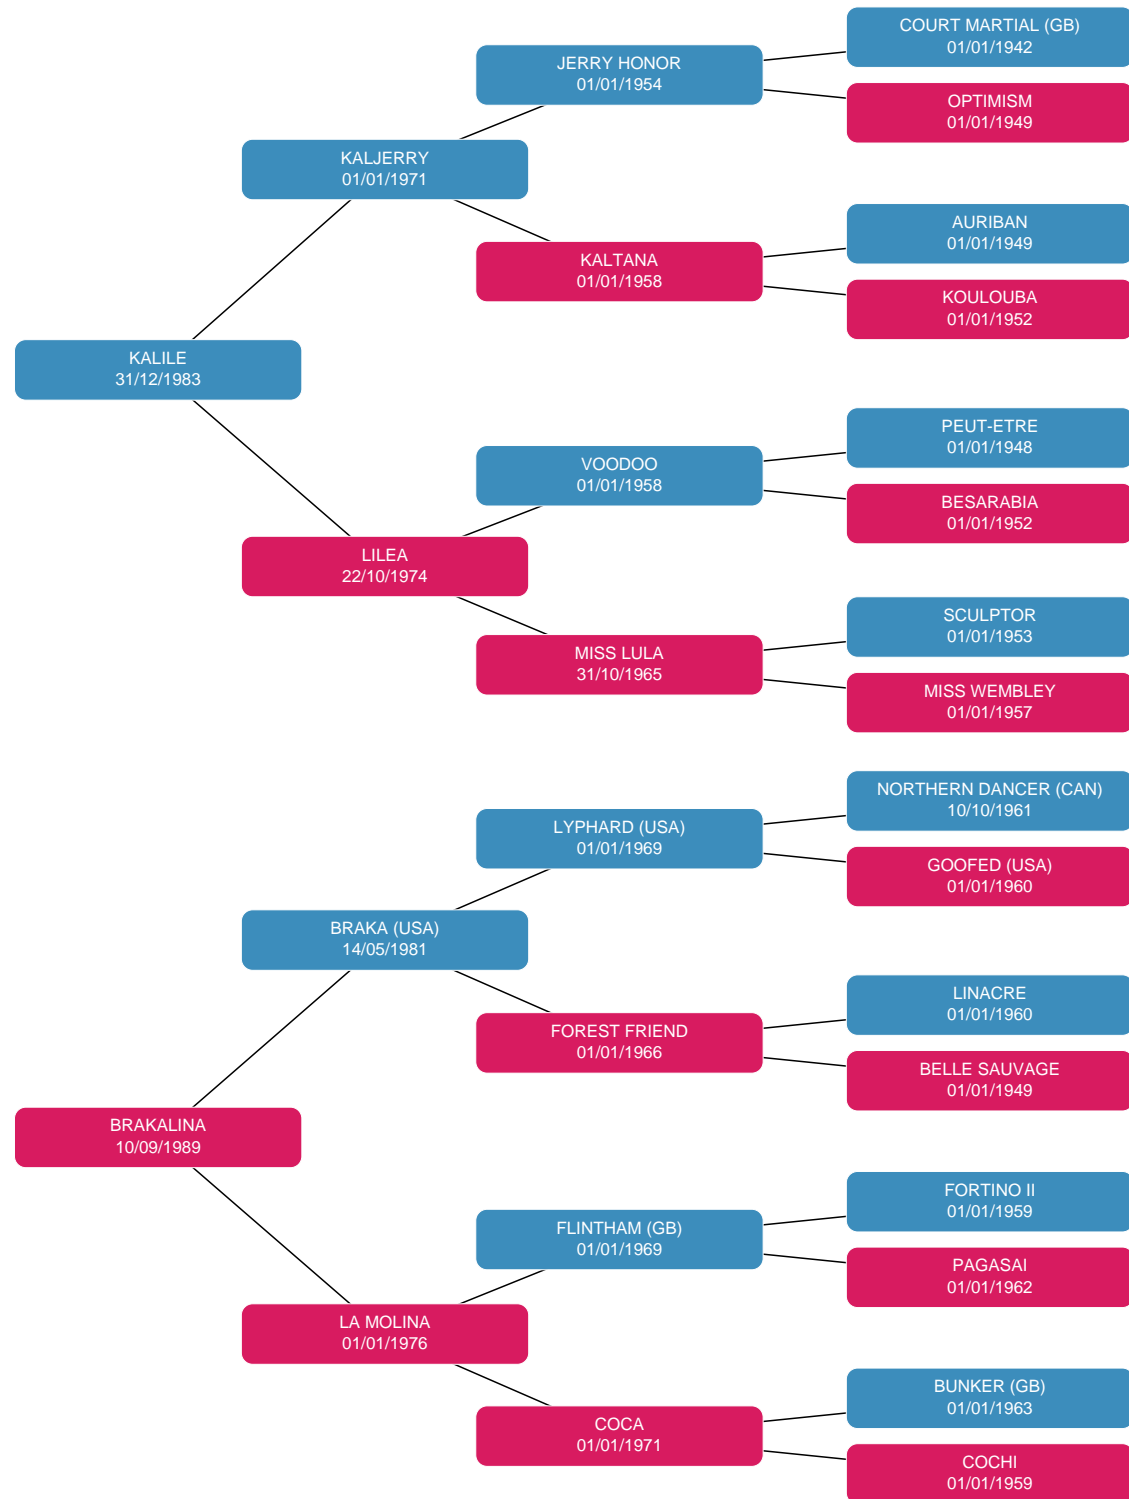 COURT MARTIAL (GB)
01/01/1942
JERRY HONOR
01/01/1954
OPTIMISM
01/01/1949
KALJERRY
01/01/1971
AURIBAN
01/01/1949
KALTANA
01/01/1958
KOULOUBA
01/01/1952
KALILE
31/12/1983
PEUT-ETRE
01/01/1948
VOODOO
01/01/1958
BESARABIA
01/01/1952
LILEA
22/10/1974
SCULPTOR
01/01/1953
MISS LULA
31/10/1965
MISS WEMBLEY
01/01/1957
NORTHERN DANCER (CAN)
10/10/1961
LYPHARD (USA)
01/01/1969
GOOFED (USA)
01/01/1960
BRAKA (USA)
14/05/1981
LINACRE
01/01/1960
FOREST FRIEND
01/01/1966
BELLE SAUVAGE
01/01/1949
BRAKALINA
10/09/1989
FORTINO II
01/01/1959
FLINTHAM (GB)
01/01/1969
PAGASAI
01/01/1962
LA MOLINA
01/01/1976
BUNKER (GB)
01/01/1963
COCA
01/01/1971
COCHI
01/01/1959